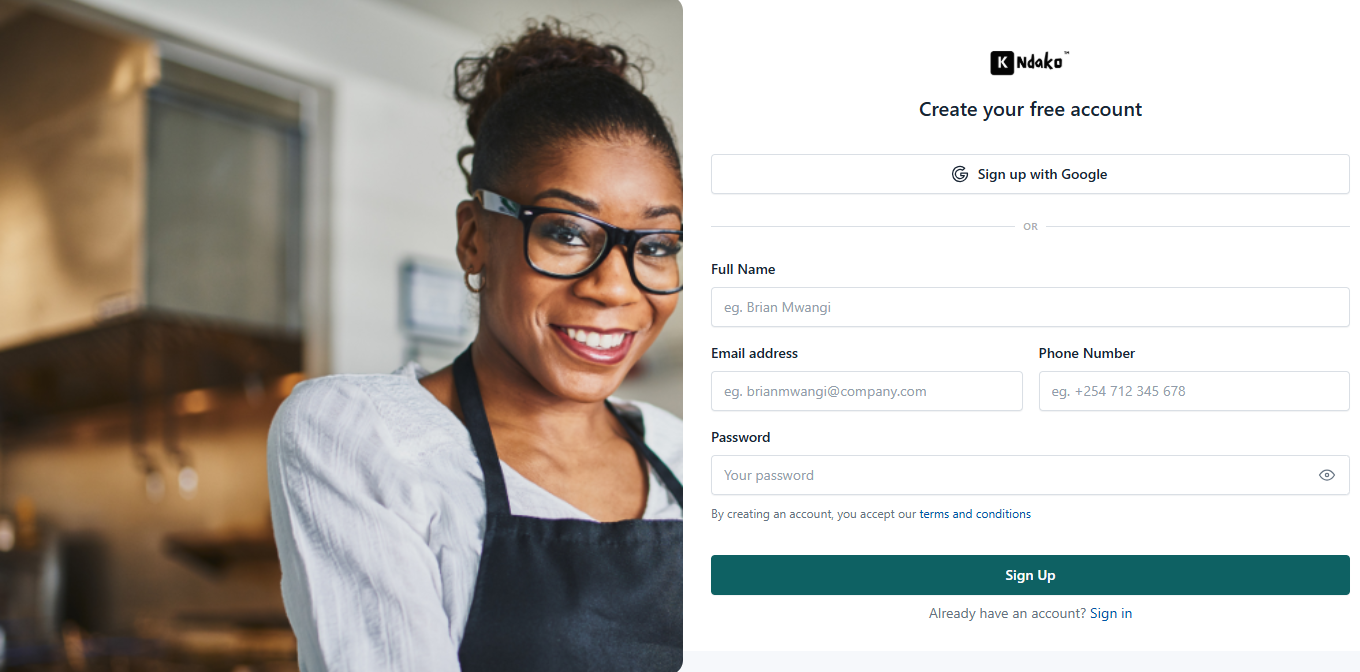 K Ndako™
Create your free account
Sign up with Google
OR
Full Name
eg. Brian Mwangi
Email address
Phone Number
eg. brianmwangi@company.com
eg. +254 712 345 678
Password
Your password
By creating an account, you accept our terms and conditions
Sign Up
Already have an account? Sign in